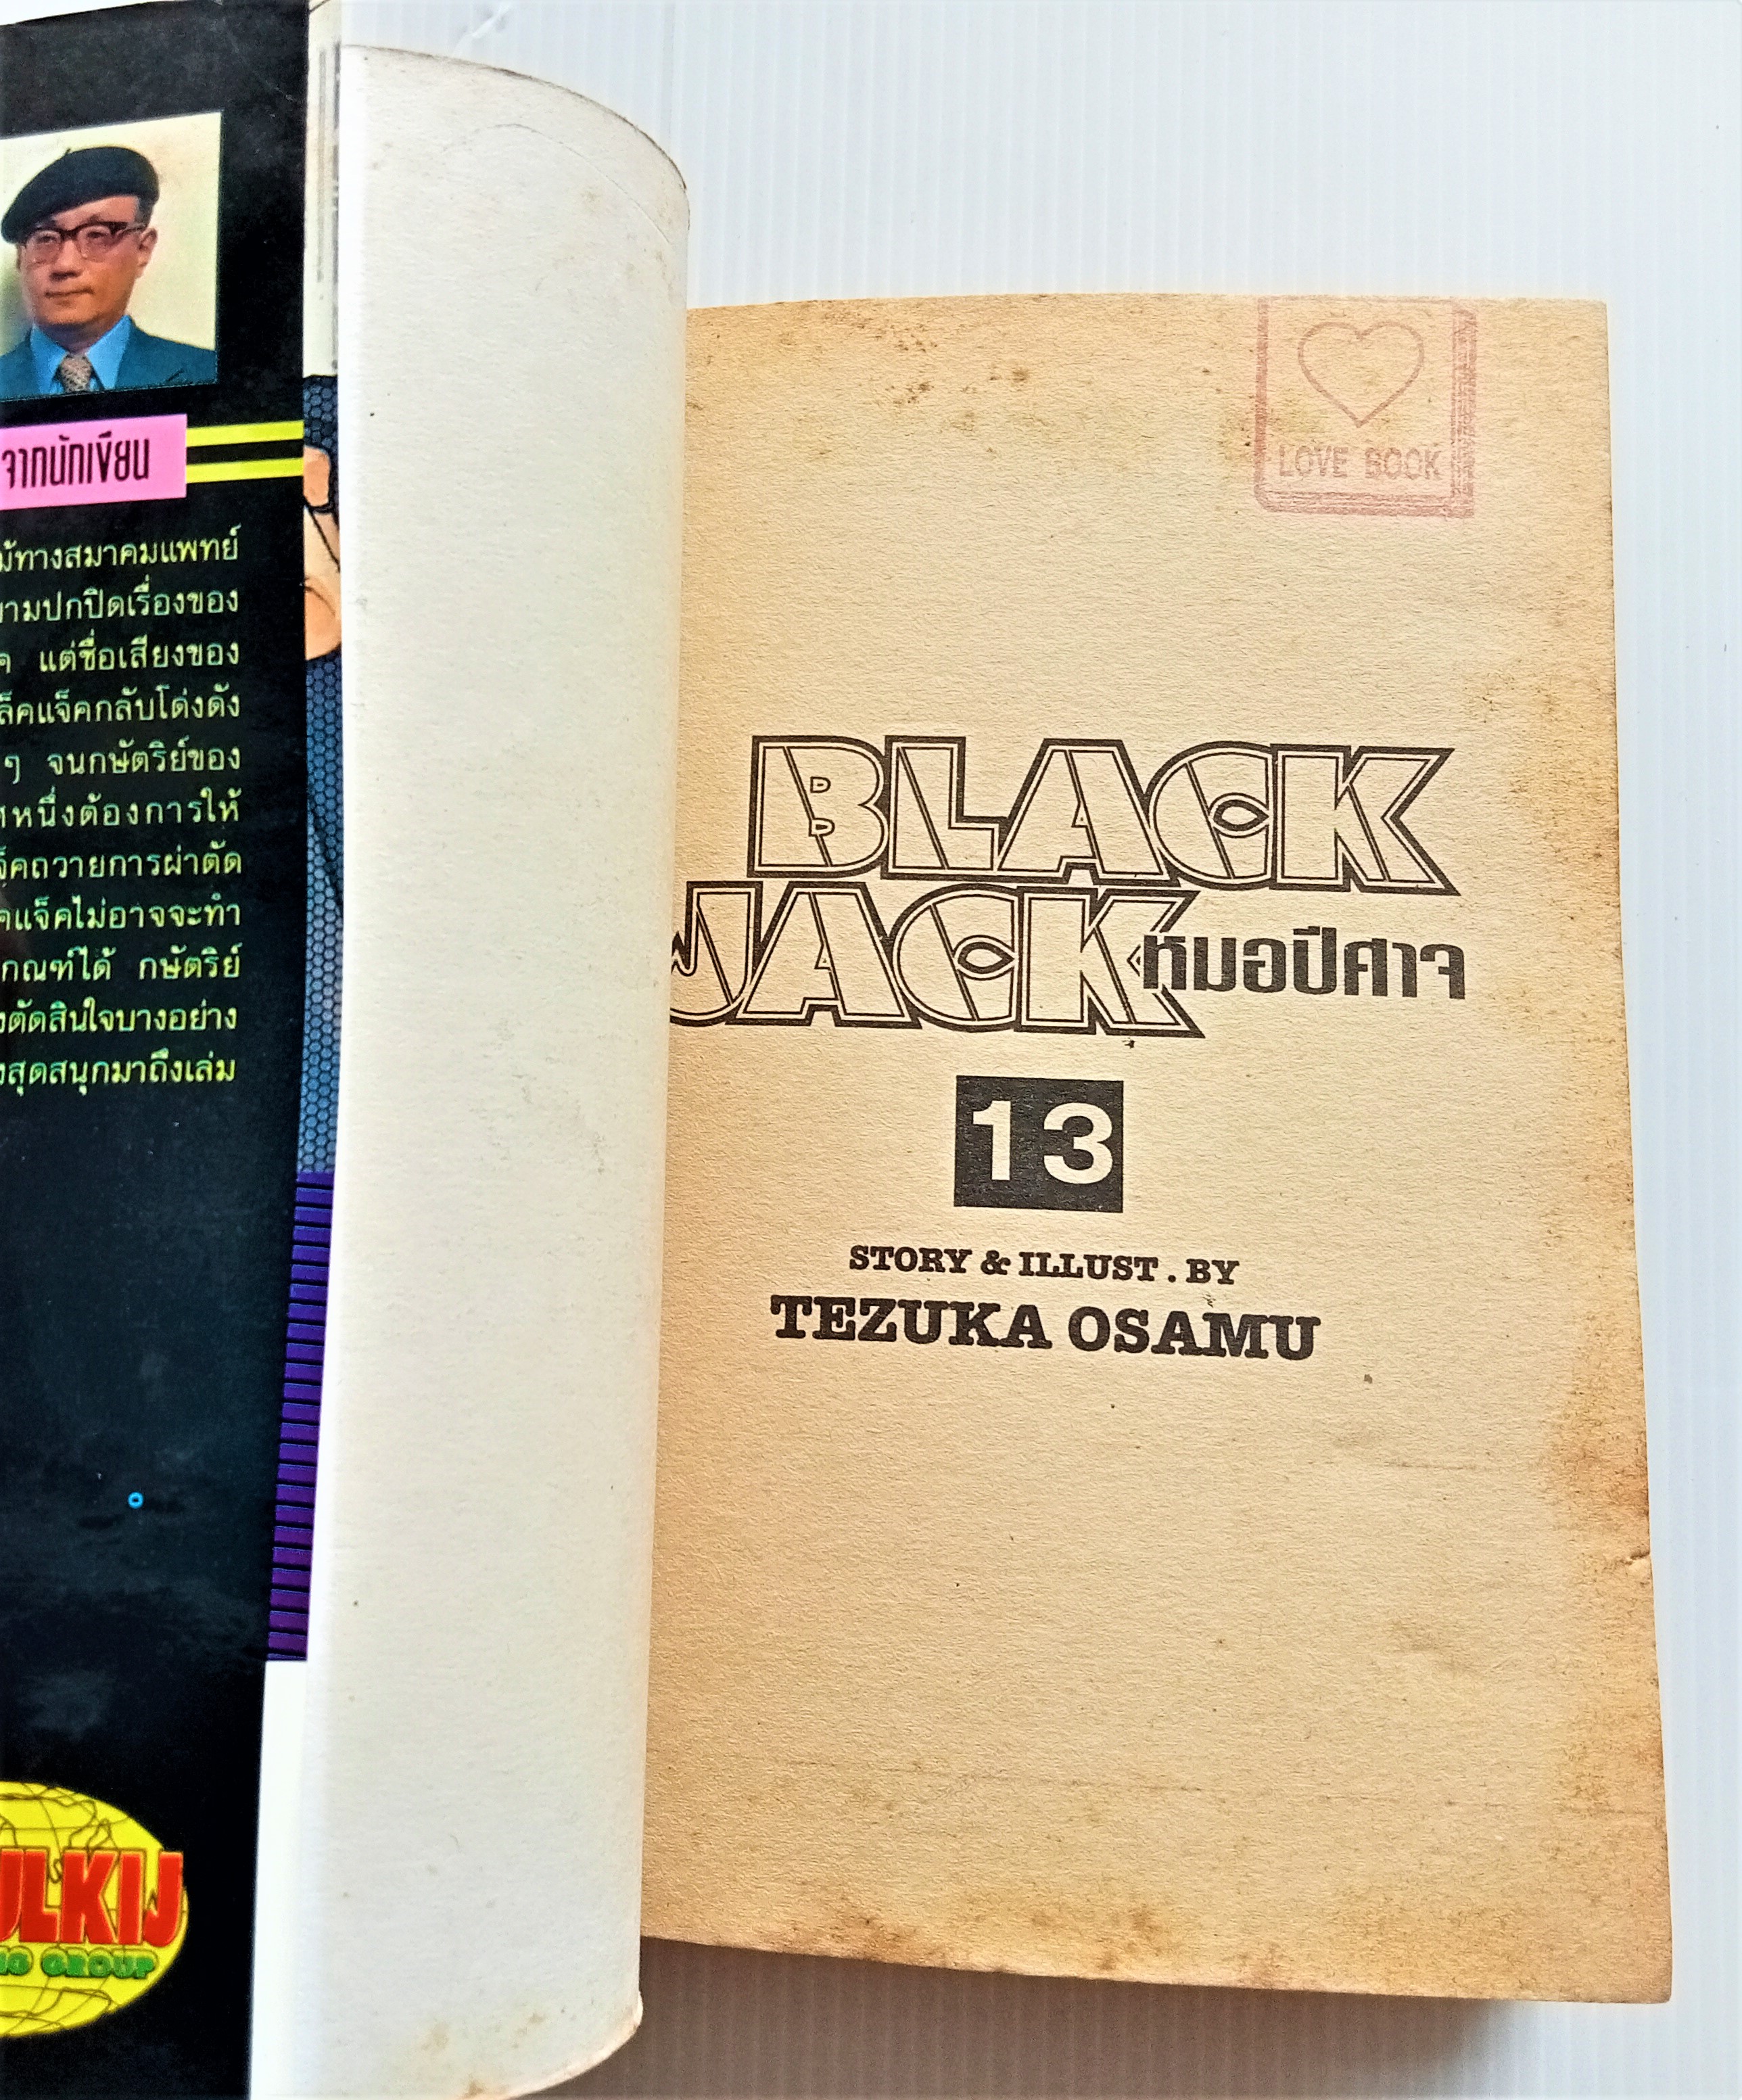 จากนักเขียน
ทางสมาคมแพทย์
ปกปิดเรื่องของ
แต่ชื่อเสียงของ
ล็คแจ็คกลับโด่งดัง
ๆ จนกษัตริย์ของ
หนึ่งต้องการให้
จ็คถวายการผ่าตัด
คแจ็คไม่อาจจะทำ
กณฑ์ได้ กษัตริย์
ตัดสินใจบางอย่าง
สุดสนุกมาถึงเล่ม
ULKIJ
GROUP
LOVE BOOK
BLACK
JACK หมอปีศาจ
13
STORY & ILLUST. BY
TEZUKA OSAMU